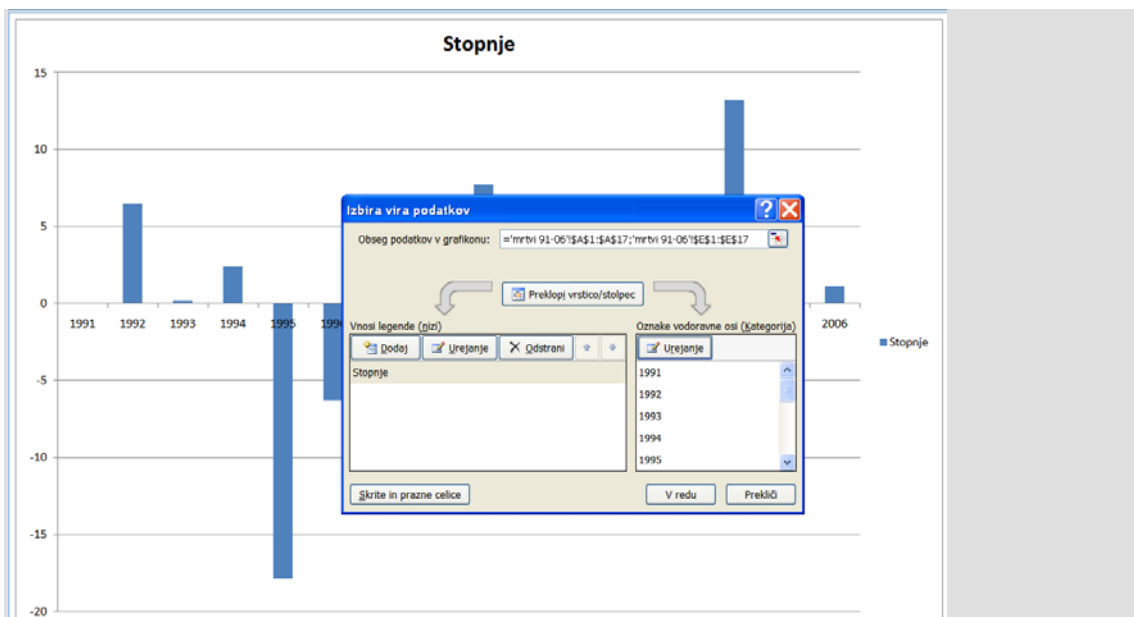 Stopnje
15
10
5
0
-5
-10
-15
-20
1991 1992 1993 1994 1995 2006
Stopnje
Izbira vira podatkov
Obseg podatkov v grafikonu: ='mrtvi 91-06'!$A$1:$A$17;'mrtvi 91-06'!$E$1:$E$17
Preklopi vrstico/stolpec
Vnosi legende (nizi)
Dodaj Urejanje Odstrani
Stopnje
Oznake vodoravne osi (Kategorija)
Urejanje
1991
1992
1993
1994
1995
Skrite in prazne celice
V redu Prekliči